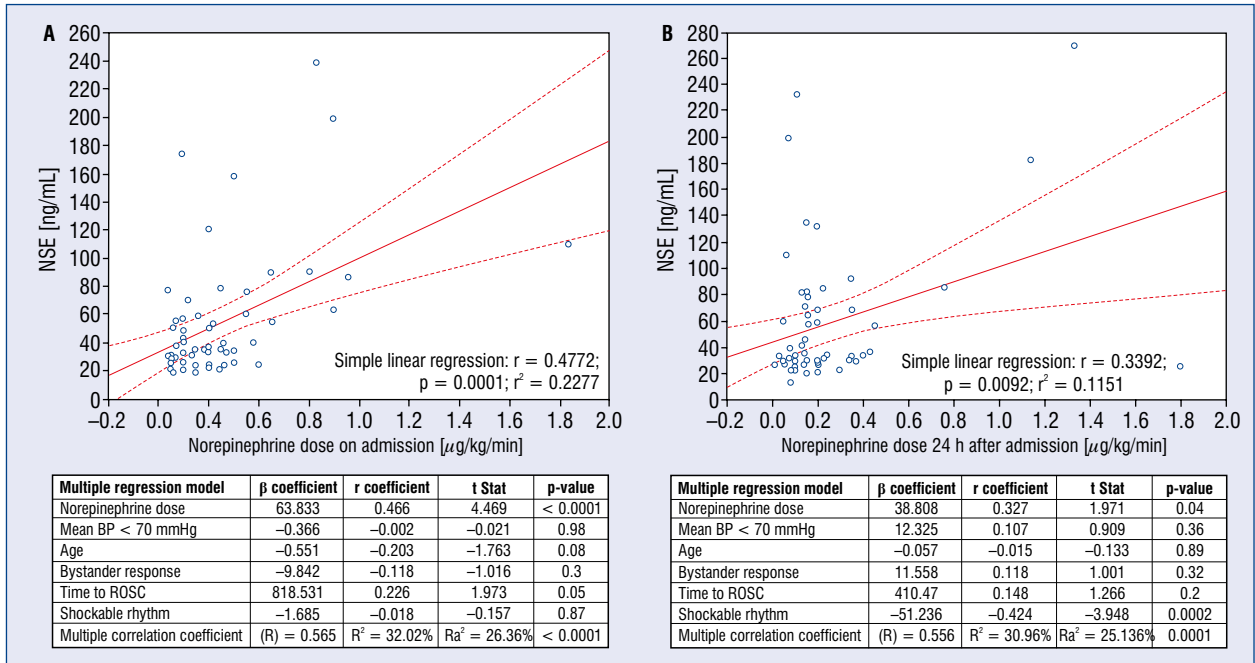 A
B
260
240
220
200
180
160
140
120
100
80
60
40
20
0
NSE [ng/mL]
–0.2 0.0 0.2 0.4 0.6 0.8 1.0 1.2 1.4 1.6 1.8 2.0
Norepinephrine dose on admission [μg/kg/min]
Simple linear regression: r = 0.4772;
p = 0.0001; r² = 0.2277
280
260
240
220
200
180
160
140
120
100
80
60
40
20
0
NSE [ng/mL]
–0.2 0.0 0.2 0.4 0.6 0.8 1.0 1.2 1.4 1.6 1.8 2.0
Norepinephrine dose 24 h after admission [μg/kg/min]
Simple linear regression: r = 0.3392;
p = 0.0092; r² = 0.1151
Multiple regression model β coefficient r coefficient t Stat p-value
Norepinephrine dose 63.833 0.466 4.469 < 0.0001
Mean BP < 70 mmHg –0.366 –0.002 –0.021 0.98
Age –0.551 –0.203 –1.763 0.08
Bystander response –9.842 –0.118 –1.016 0.3
Time to ROSC 818.531 0.226 1.973 0.05
Shockable rhythm –1.685 –0.018 –0.157 0.87
Multiple correlation coefficient (R) = 0.565 R² = 32.02% Ra² = 26.36% < 0.0001
Multiple regression model β coefficient r coefficient t Stat p-value
Norepinephrine dose 38.808 0.327 1.971 0.04
Mean BP < 70 mmHg 12.325 0.107 0.909 0.36
Age –0.057 –0.015 –0.133 0.89
Bystander response 11.558 0.118 1.001 0.32
Time to ROSC 410.47 0.148 1.266 0.2
Shockable rhythm –51.236 –0.424 –3.948 0.0002
Multiple correlation coefficient (R) = 0.556 R² = 30.96% Ra² = 25.136% 0.0001